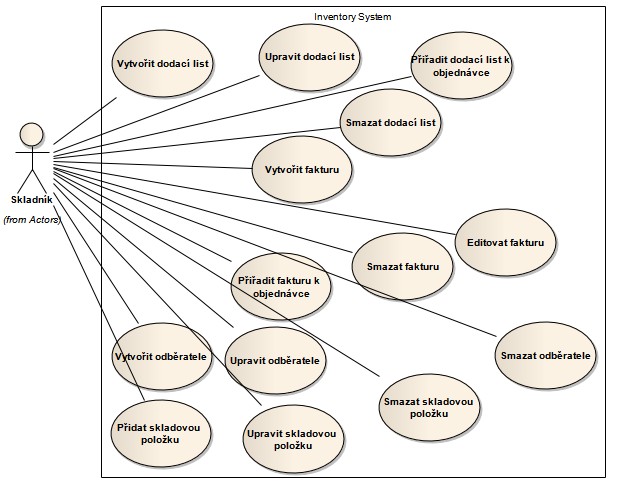 Inventory System
Vytvořit dodací list
Upravit dodací list
Přiřadit dodací list k
objednávce
Smazat dodací list
Vytvořit fakturu
Skladník
(from Actors)
Editovat fakturu
Smazat fakturu
Přiřadit fakturu k
objednávce
Vytvořit odběratele
Upravit odběratele
Smazat odběratele
Smazat skladovou
položku
Přidat skladovou
položku
Upravit skladovou
položku